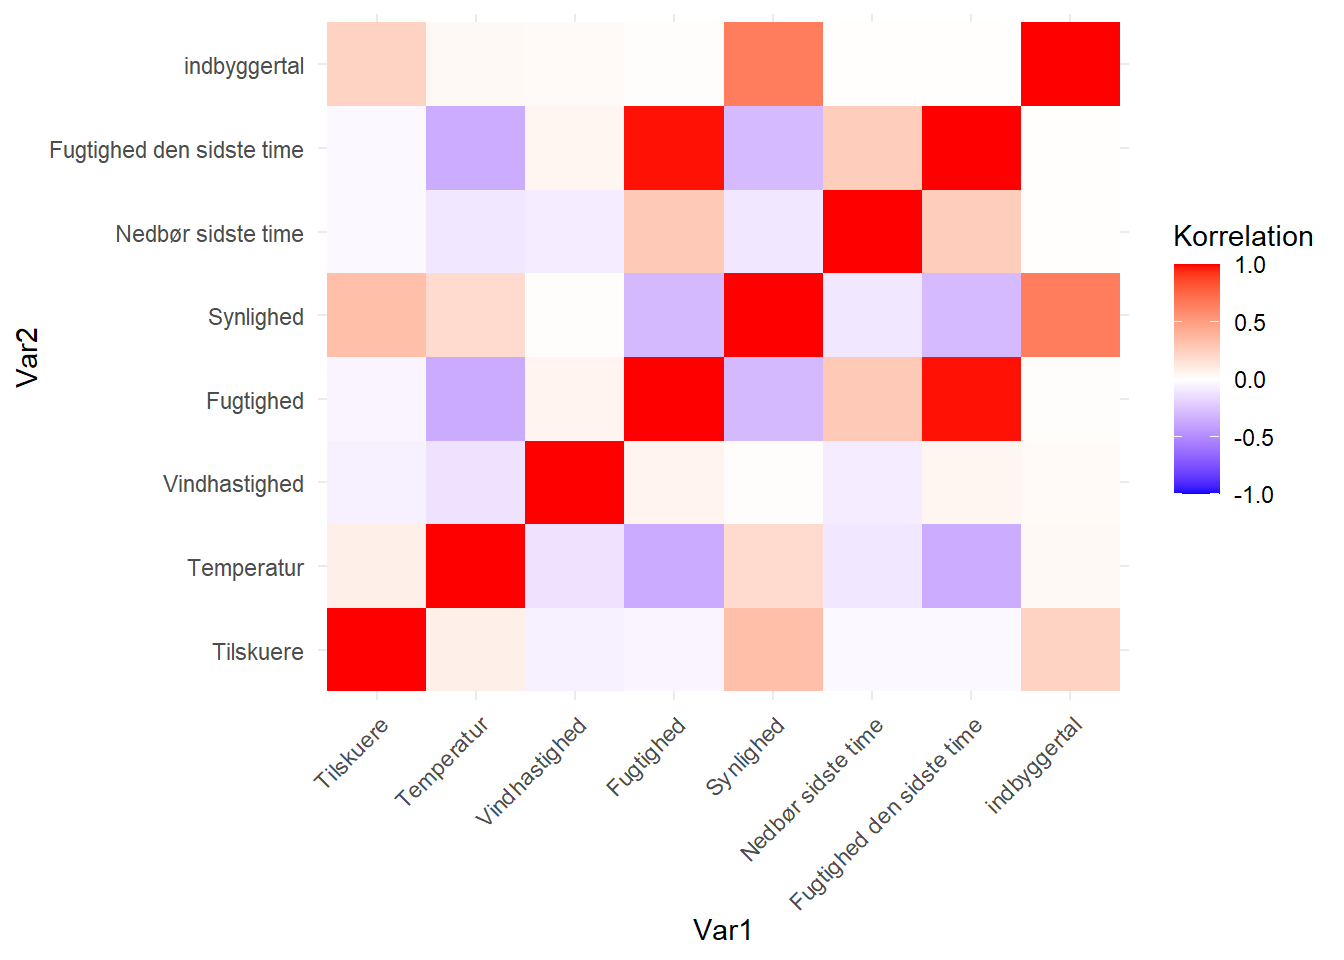 indbyggertal
Fugtighed den sidste time
Nedbør sidste time
Synlighed
Fugtighed
Vindhastighed
Temperatur
Tilskuere
Var2
Tilskuere
Temperatur
Vindhastighed
Fugtighed
Synlighed
Nedbør sidste time
Fugtighed den sidste time
indbyggertal
Var1
Korrelation
1.0
0.5
0.0
-0.5
-1.0